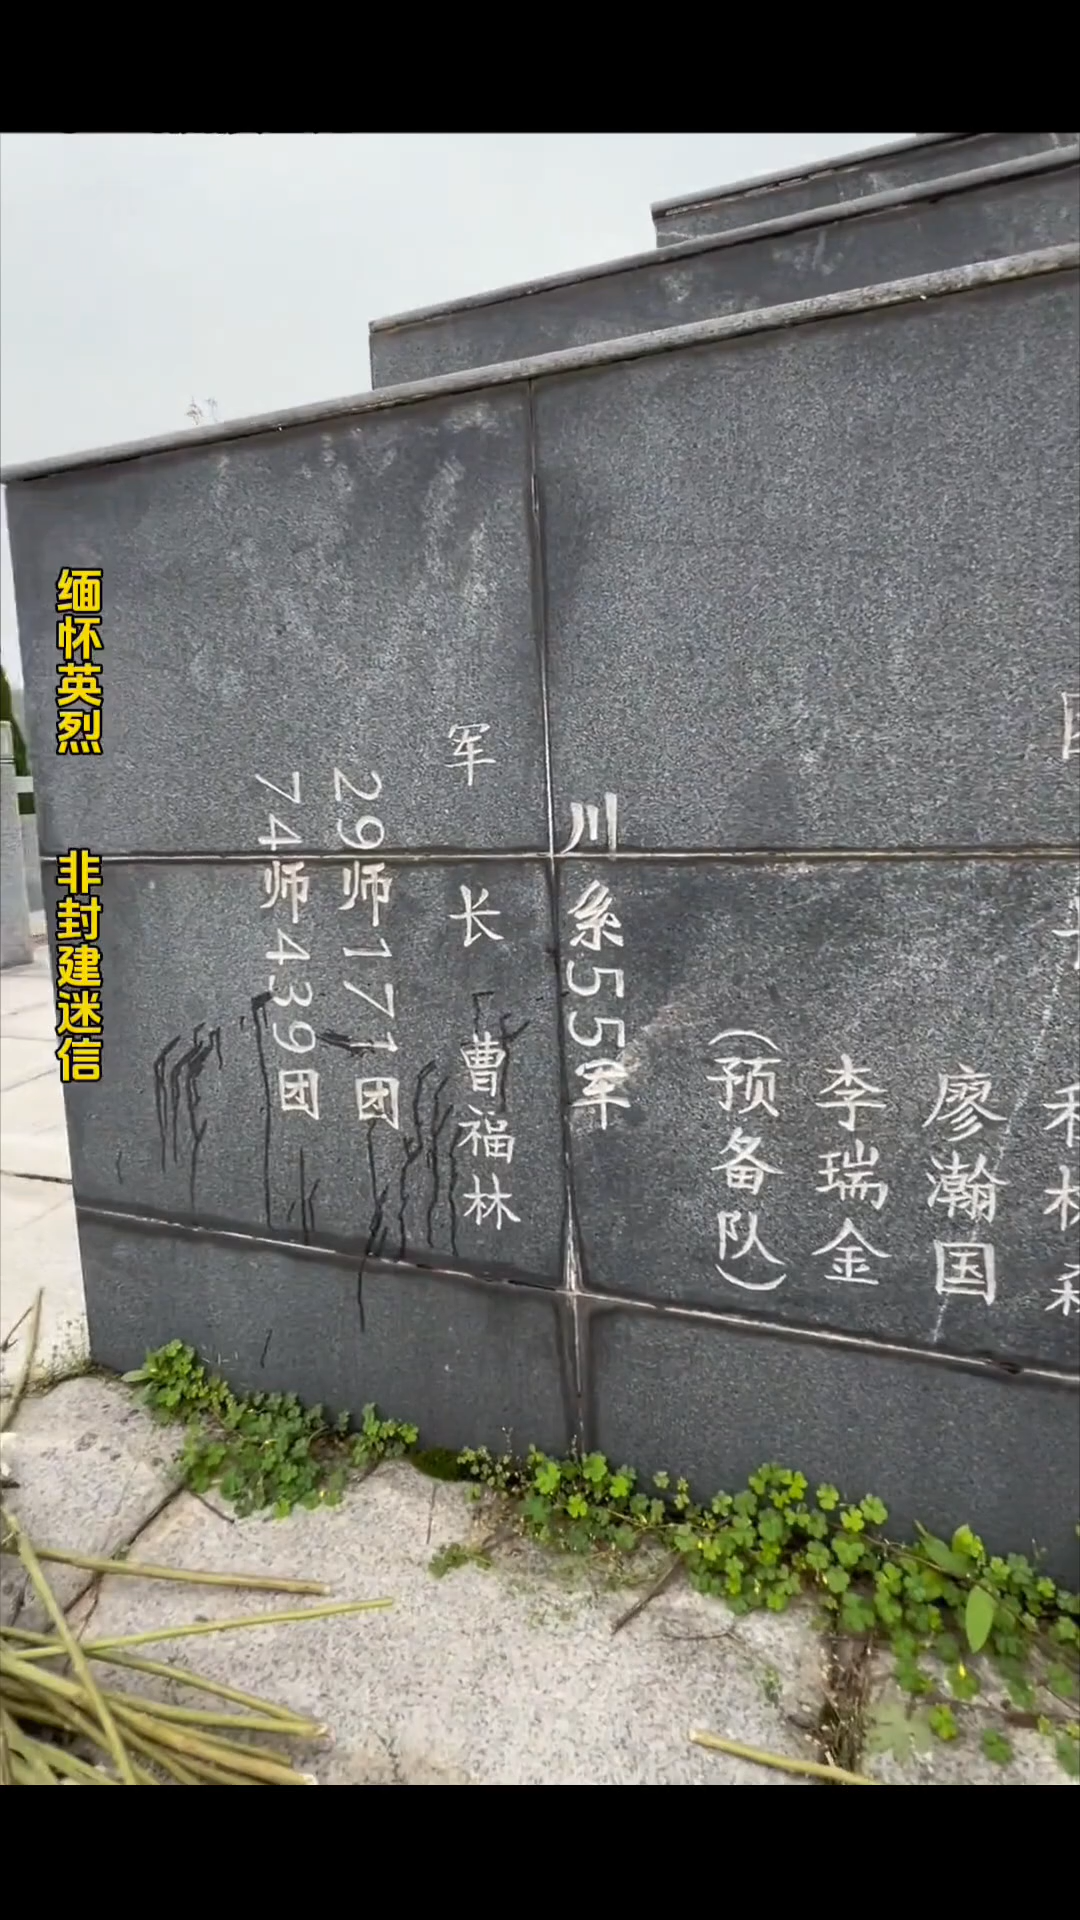 缅怀英烈 非封建迷信
廖瀚国
李瑞金
(预备队)
川系55军
军长 曹福林
29师171团
74师439团